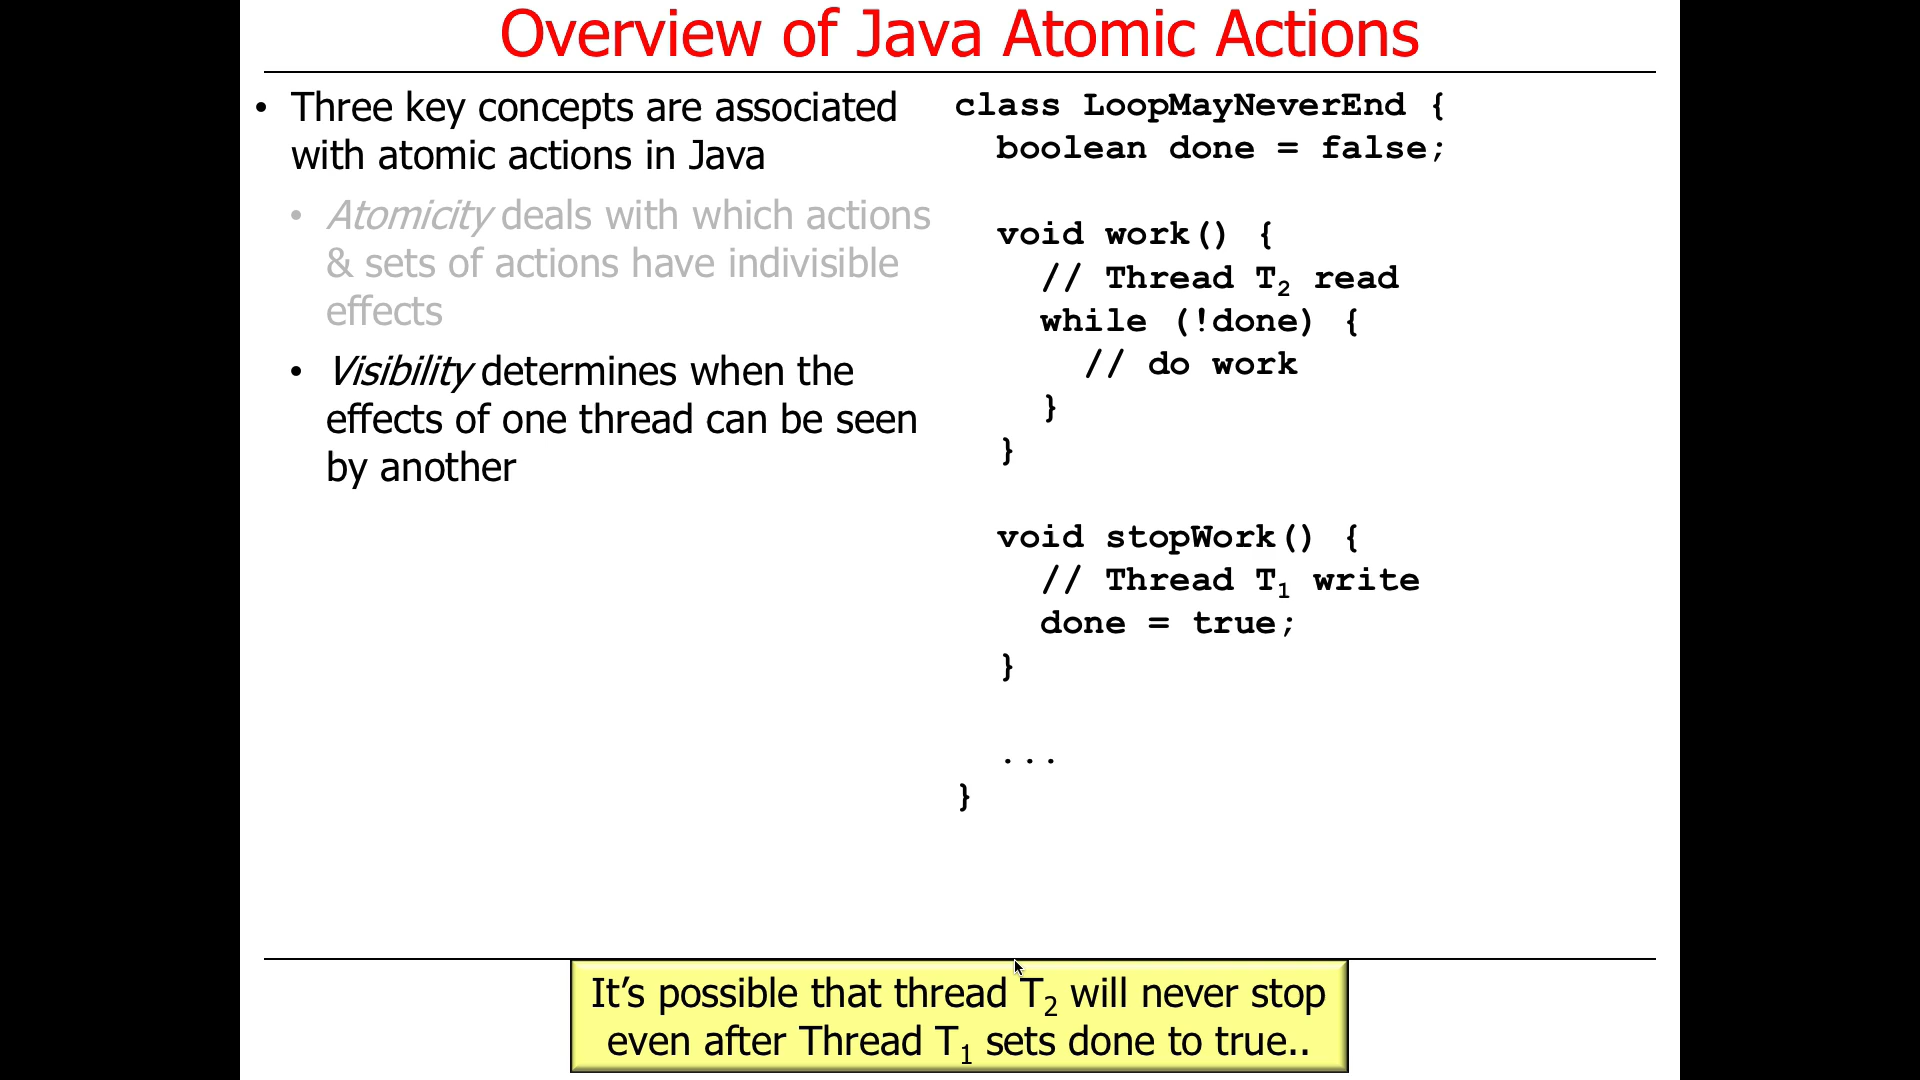 Overview of Java Atomic Actions
• Three key concepts are associated
with atomic actions in Java
• Atomicity deals with which actions
& sets of actions have indivisible
effects
• Visibility determines when the
effects of one thread can be seen
by another
class LoopMayNeverEnd {
boolean done = false;
void work() {
// Thread T₂ read
while (!done) {
// do work
}
}
void stopWork() {
// Thread T₁ write
done = true;
}
...
}
It’s possible that thread T₂ will never stop
even after Thread T₁ sets done to true..